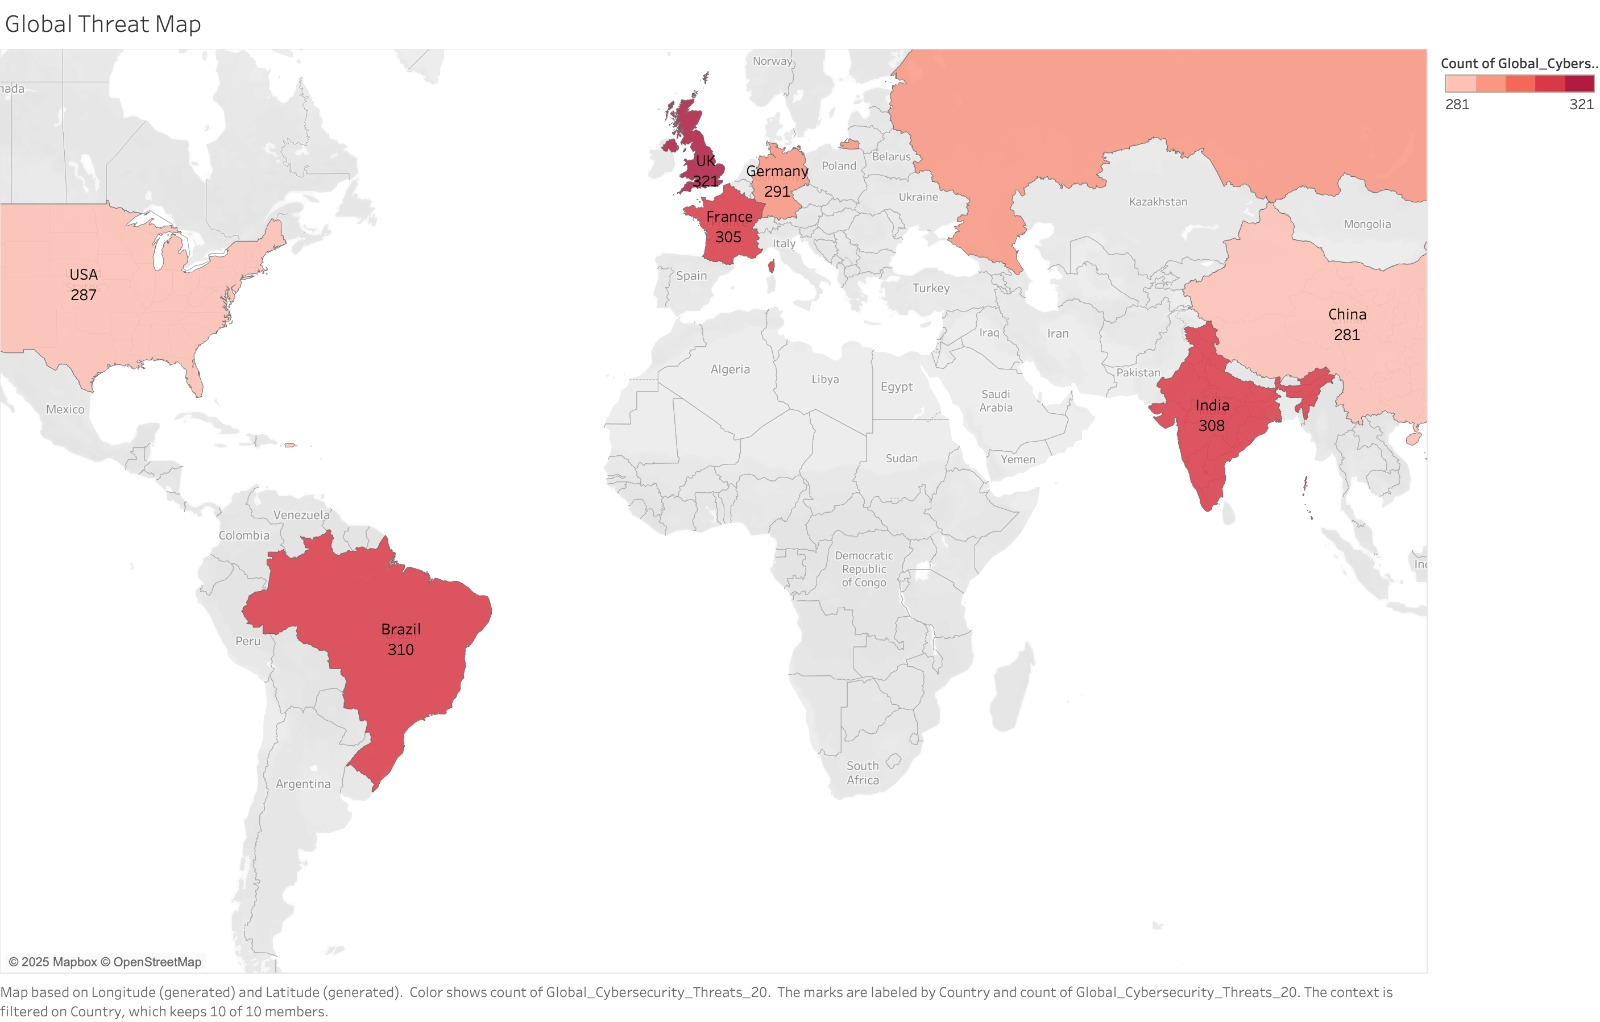 Global Threat Map
Count of Global_Cybers..
281 321
nada
Norway
UK
321
Germany
291
Poland
Belarus
Ukraine
Kazakhstan
Mongolia
France
305
Italy
Spain
Turkey
USA
287
China
281
Iraq
Iran
Pakistan
Algeria
Libya
Egypt
Saudi
Arabia
India
308
Mexico
Sudan
Yemen
Venezuela
Colombia
Democratic
Republic
of Congo
Inc
Brazil
310
Peru
South
Africa
Argentina
© 2025 Mapbox © OpenStreetMap
Map based on Longitude (generated) and Latitude (generated).  Color shows count of Global_Cybersecurity_Threats_20.  The marks are labeled by Country and count of Global_Cybersecurity_Threats_20. The context is
filtered on Country, which keeps 10 of 10 members.